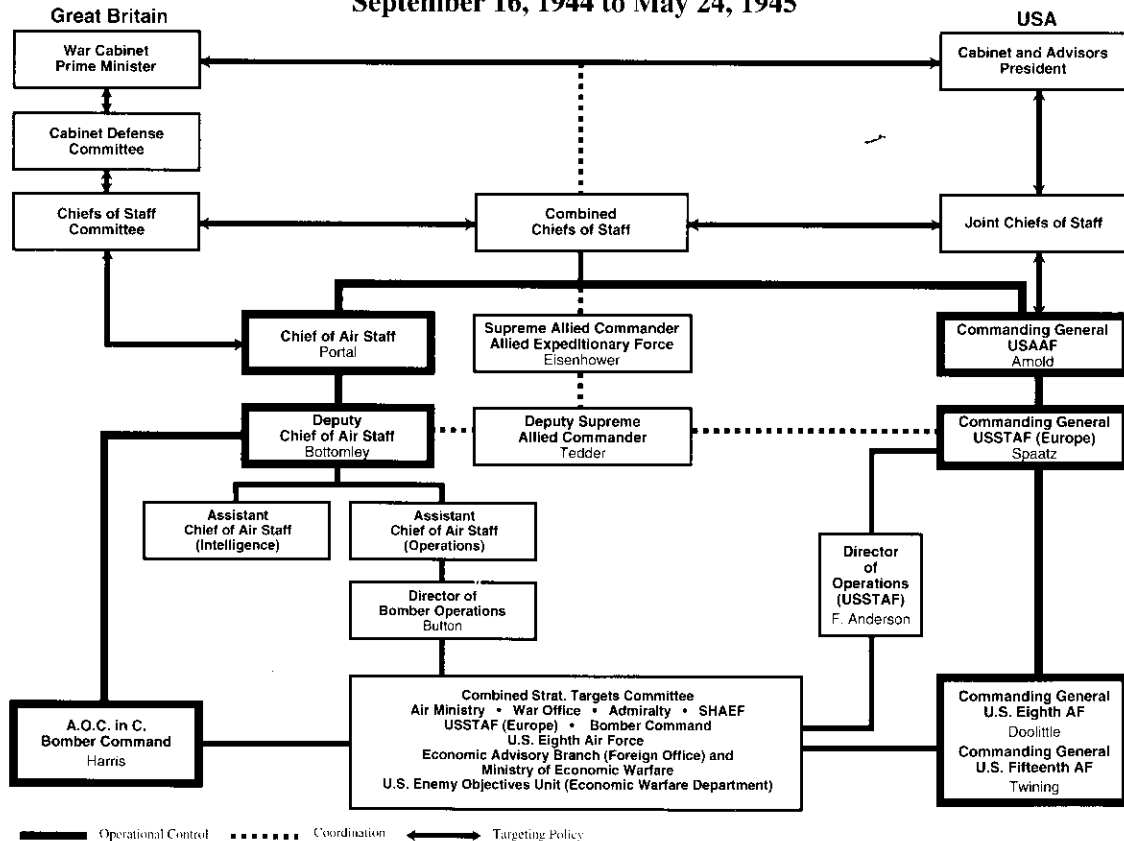 September 16, 1944 to May 24, 1945
Great Britain
USA
War Cabinet
Prime Minister
Cabinet and Advisors
President
Cabinet Defense
Committee
Chiefs of Staff
Committee
Combined
Chiefs of Staff
Joint Chiefs of Staff
Chief of Air Staff
Portal
Supreme Allied Commander
Allied Expeditionary Force
Eisenhower
Commanding General
USAAF
Arnold
Deputy
Chief of Air Staff
Bottomley
Deputy Supreme
Allied Commander
Tedder
Commanding General
USSTAF (Europe)
Spaatz
Assistant
Chief of Air Staff
(Intelligence)
Assistant
Chief of Air Staff
(Operations)
Director
of
Operations
(USSTAF)
F. Anderson
Director of
Bomber Operations
Button
A.O.C. in C.
Bomber Command
Harris
Combined Strat. Targets Committee
Air Ministry • War Office • Admiralty • SHAEF
USSTAF (Europe) • Bomber Command
U.S. Eighth Air Force
Economic Advisory Branch (Foreign Office) and
Ministry of Economic Warfare
U.S. Enemy Objectives Unit (Economic Warfare Department)
Commanding General
U.S. Eighth AF
Doolittle
Commanding General
U.S. Fifteenth AF
Twining
Operational Control
Coordination
Targeting Policy